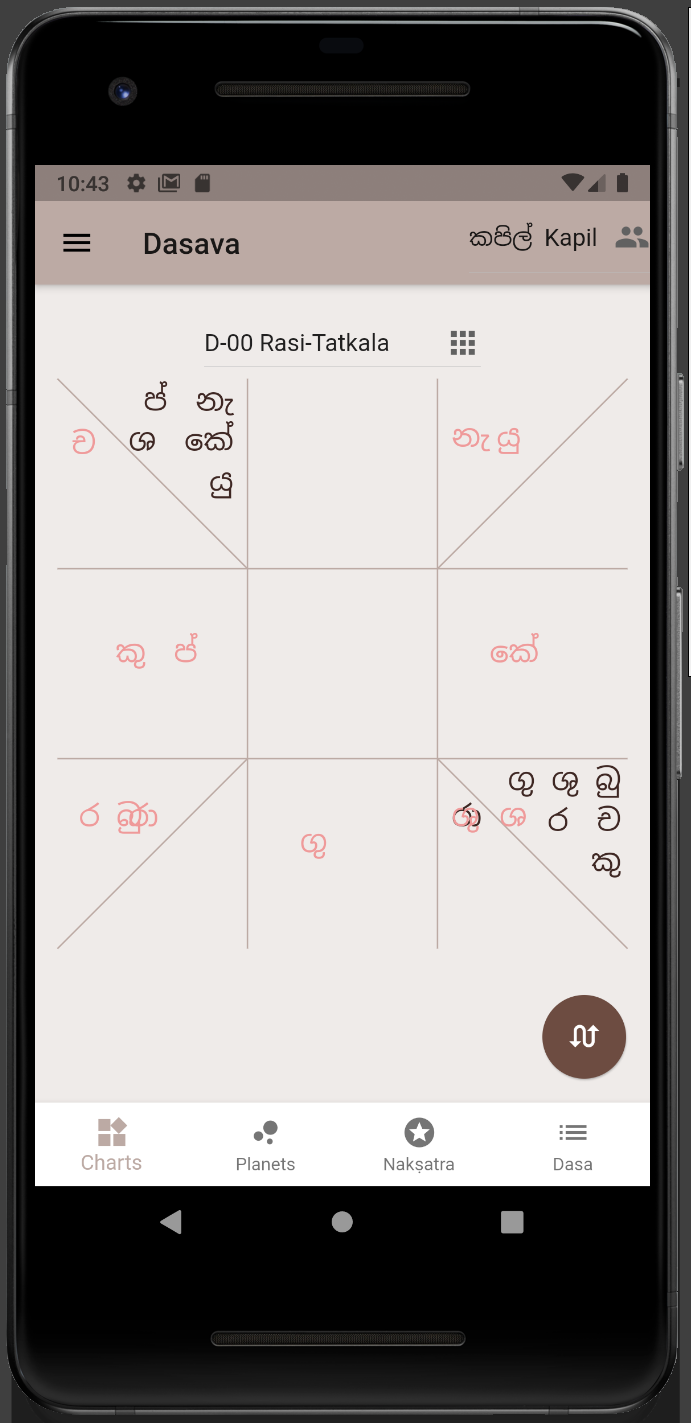 10:43
Dasava කපිල් Kapil
D-00 Rasi-Tatkala
ප් නැ
ච ශ කේ නැ යු
යු
කු ප් කේ
ගු ශු බු
ර බු ශ ර ච
ගු
කු
Charts Planets Nakṣatra Dasa